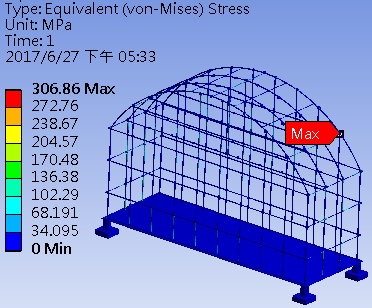 Type: Equivalent (von-Mises) Stress
Unit: MPa
Time: 1
2017/6/27 下午 05:33
306.86 Max
272.76
238.67
204.57
170.48
136.38
102.29
68.191
34.095
0 Min
Max